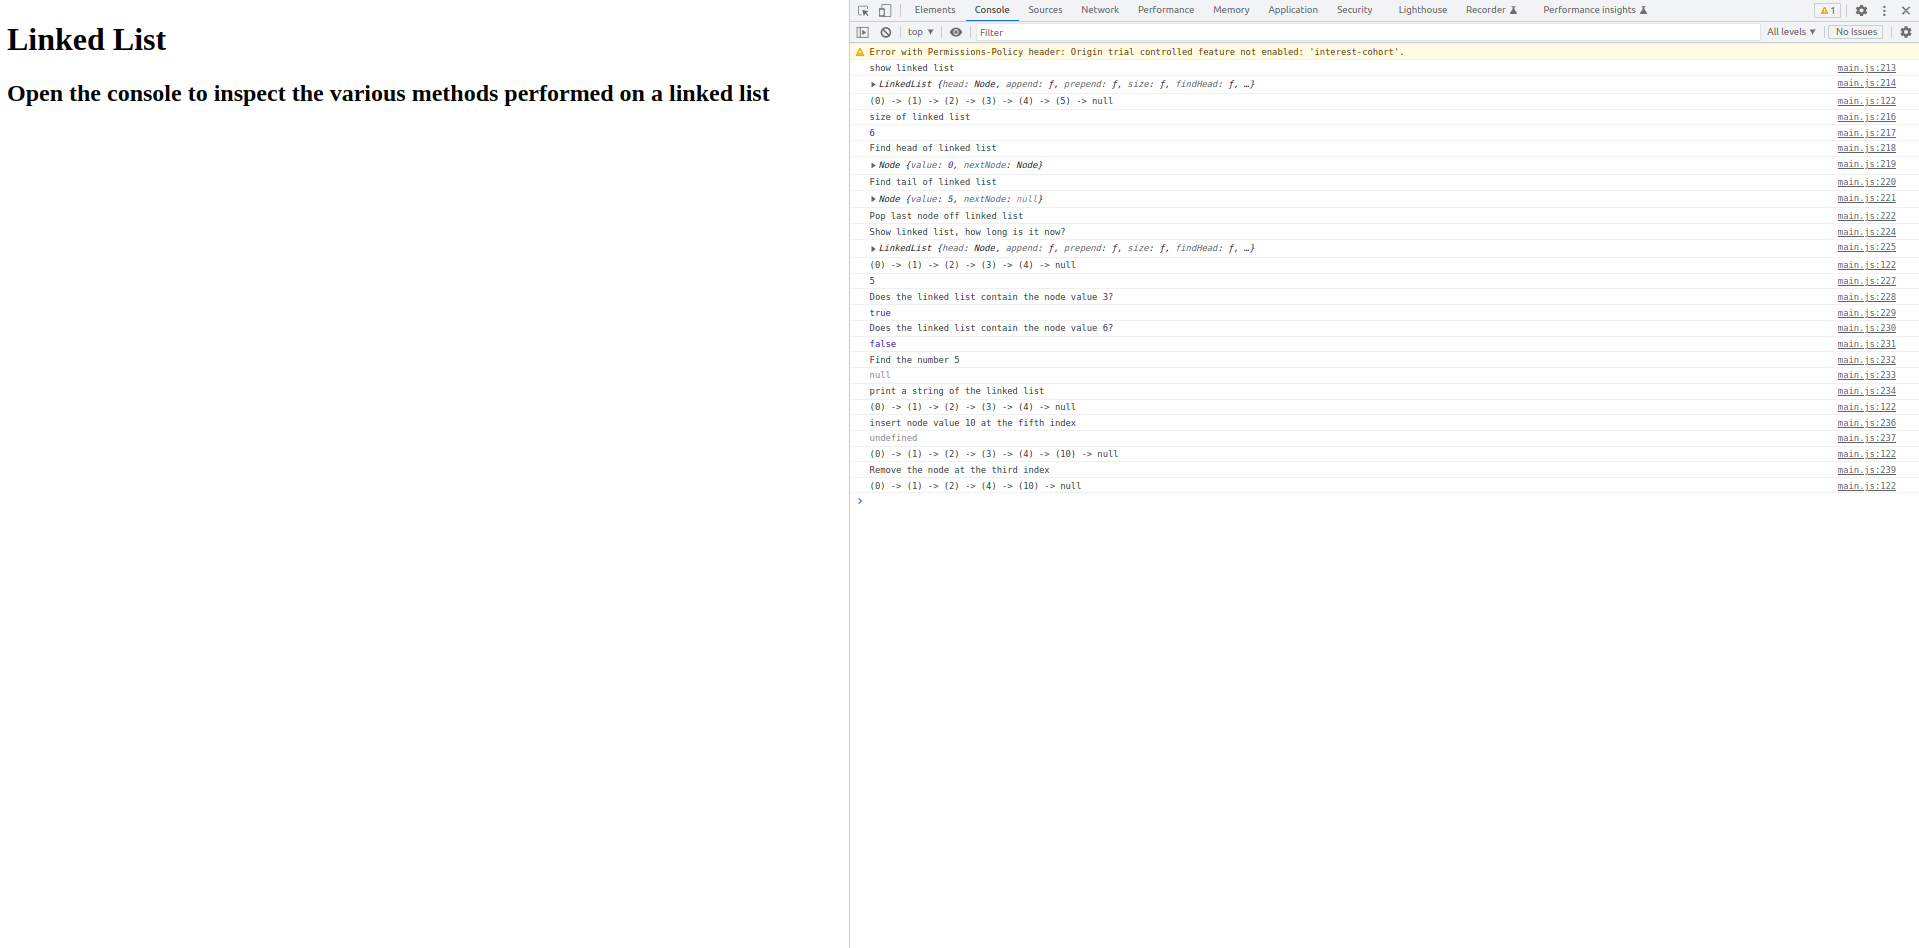 Linked List
Open the console to inspect the various methods performed on a linked list
Elements Console Sources Network Performance Memory Application Security Lighthouse Recorder Performance insights 1
top ▼ Filter All levels ▼ No Issues
Error with Permissions-Policy header: Origin trial controlled feature not enabled: 'interest-cohort'.
show linked list main.js:213
▶ LinkedList {head: Node, append: ƒ, prepend: ƒ, size: ƒ, findHead: ƒ, …} main.js:214
(0) -> (1) -> (2) -> (3) -> (4) -> (5) -> null main.js:122
size of linked list main.js:216
6 main.js:217
Find head of linked list main.js:218
▶ Node {value: 0, nextNode: Node} main.js:219
Find tail of linked list main.js:220
▶ Node {value: 5, nextNode: null} main.js:221
Pop last node off linked list main.js:222
Show linked list, how long is it now? main.js:224
▶ LinkedList {head: Node, append: ƒ, prepend: ƒ, size: ƒ, findHead: ƒ, …} main.js:225
(0) -> (1) -> (2) -> (3) -> (4) -> null main.js:122
5 main.js:227
Does the linked list contain the node value 3? main.js:228
true main.js:229
Does the linked list contain the node value 6? main.js:230
false main.js:231
Find the number 5 main.js:232
null main.js:233
print a string of the linked list main.js:234
(0) -> (1) -> (2) -> (3) -> (4) -> null main.js:122
insert node value 10 at the fifth index main.js:236
undefined main.js:237
(0) -> (1) -> (2) -> (3) -> (4) -> (10) -> null main.js:122
Remove the node at the third index main.js:239
(0) -> (1) -> (2) -> (4) -> (10) -> null main.js:122